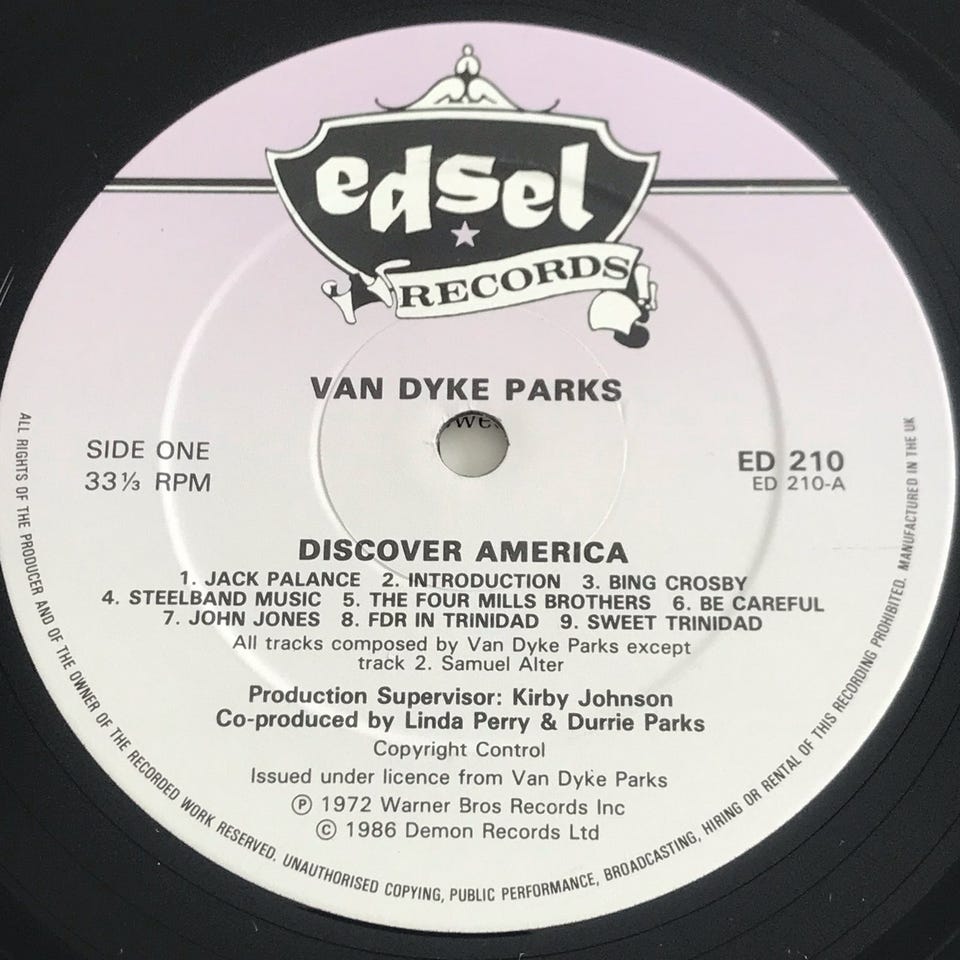 edsel
RECORDS
VAN DYKE PARKS
SIDE ONE
33⅓ RPM
ED 210
ED 210-A
DISCOVER AMERICA
1. JACK PALANCE 2. INTRODUCTION 3. BING CROSBY
4. STEELBAND MUSIC 5. THE FOUR MILLS BROTHERS 6. BE CAREFUL
7. JOHN JONES 8. FDR IN TRINIDAD 9. SWEET TRINIDAD
All tracks composed by Van Dyke Parks except
track 2. Samuel Alter
Production Supervisor: Kirby Johnson
Co-produced by Linda Perry & Durrie Parks
Copyright Control
Issued under licence from Van Dyke Parks
℗ 1972 Warner Bros Records Inc
© 1986 Demon Records Ltd
ALL RIGHTS OF THE PRODUCER AND OF THE OWNER OF THE RECORDED WORK RESERVED. UNAUTHORISED COPYING, PUBLIC PERFORMANCE, BROADCASTING, HIRING OR RENTAL OF THIS RECORDING PROHIBITED. MANUFACTURED IN THE UK